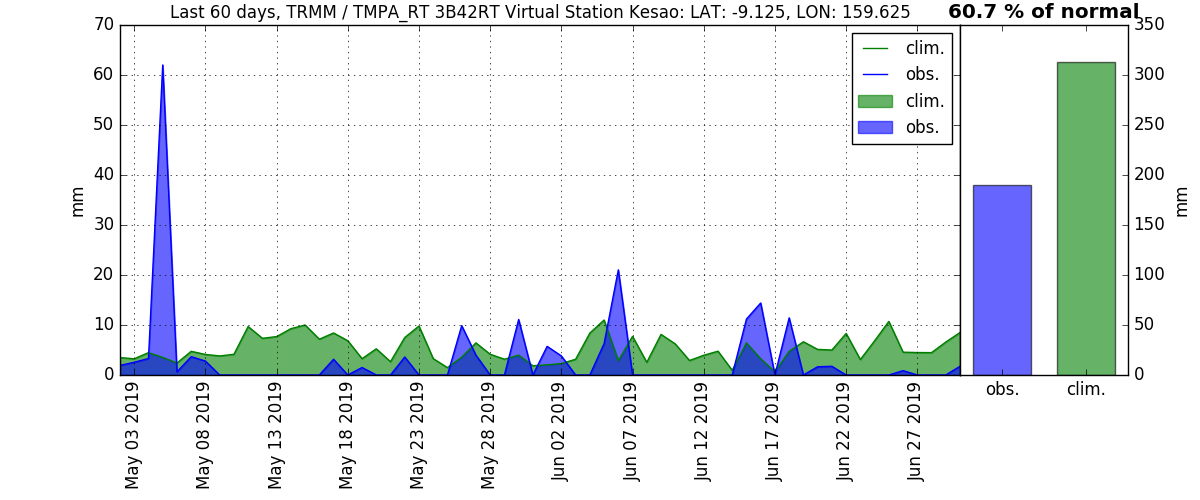 Last 60 days, TRMM / TMPA_RT 3B42RT Virtual Station Kesao: LAT: -9.125, LON: 159.625
60.7 % of normal
70
60
50
40
30
20
10
0
mm
clim.
obs.
clim.
obs.
May 03 2019
May 08 2019
May 13 2019
May 18 2019
May 23 2019
May 28 2019
Jun 02 2019
Jun 07 2019
Jun 12 2019
Jun 17 2019
Jun 22 2019
Jun 27 2019
350
300
250
200
150
100
50
0
mm
obs.
clim.